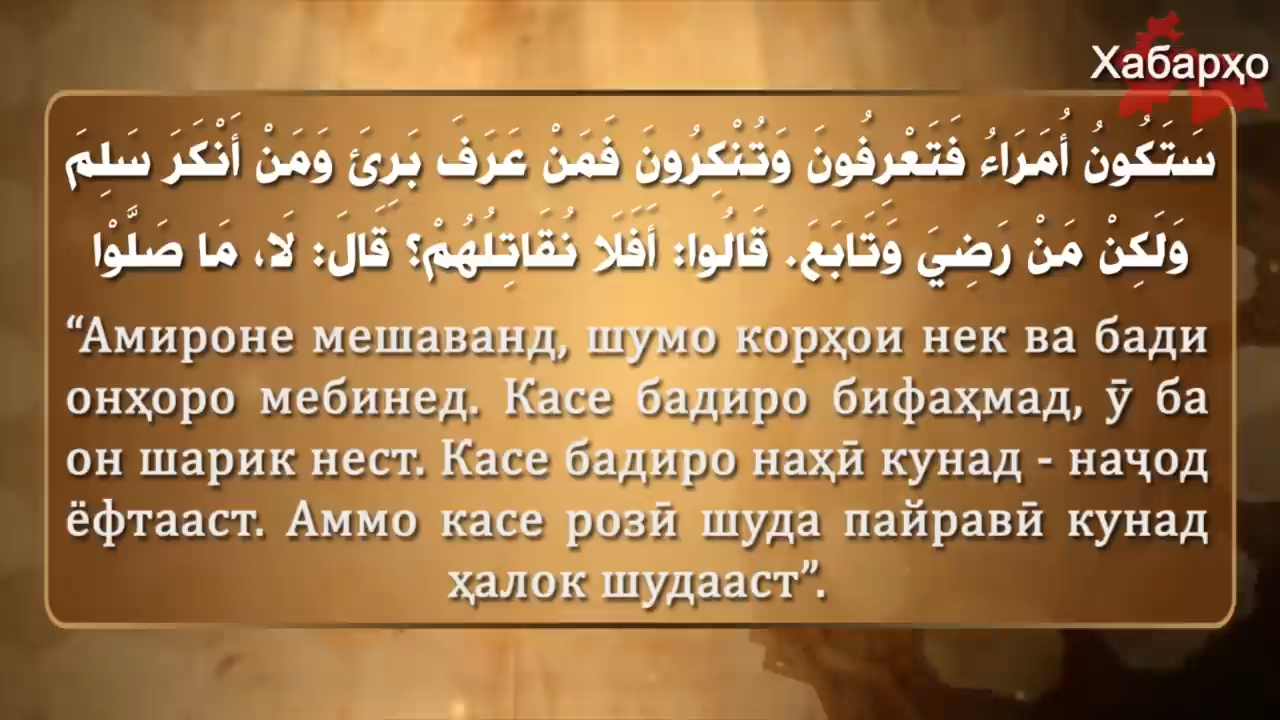 Хабарҳо
سَتَكُونُ أُمَرَاءُ فَتَعْرِفُونَ وَتُنْكِرُونَ فَمَنْ عَرَفَ بَرِئَ وَمَنْ أَنْكَرَ سَلِمَ
وَلَكِنْ مَنْ رَضِيَ وَتَابَعَ. قَالُوا: أَفَلَا نُقَاتِلُهُمْ؟ قَالَ: لَا، مَا صَلَّوْا
“Амироне мешаванд, шумо корҳои нек ва бади
онҳоро мебинед. Касе бадиро бифаҳмад, ӯ ба
он шарик нест. Касе бадиро наҳӣ кунад - наҷод
ёфтааст. Аммо касе розӣ шуда пайравӣ кунад
ҳалок шудааст”.